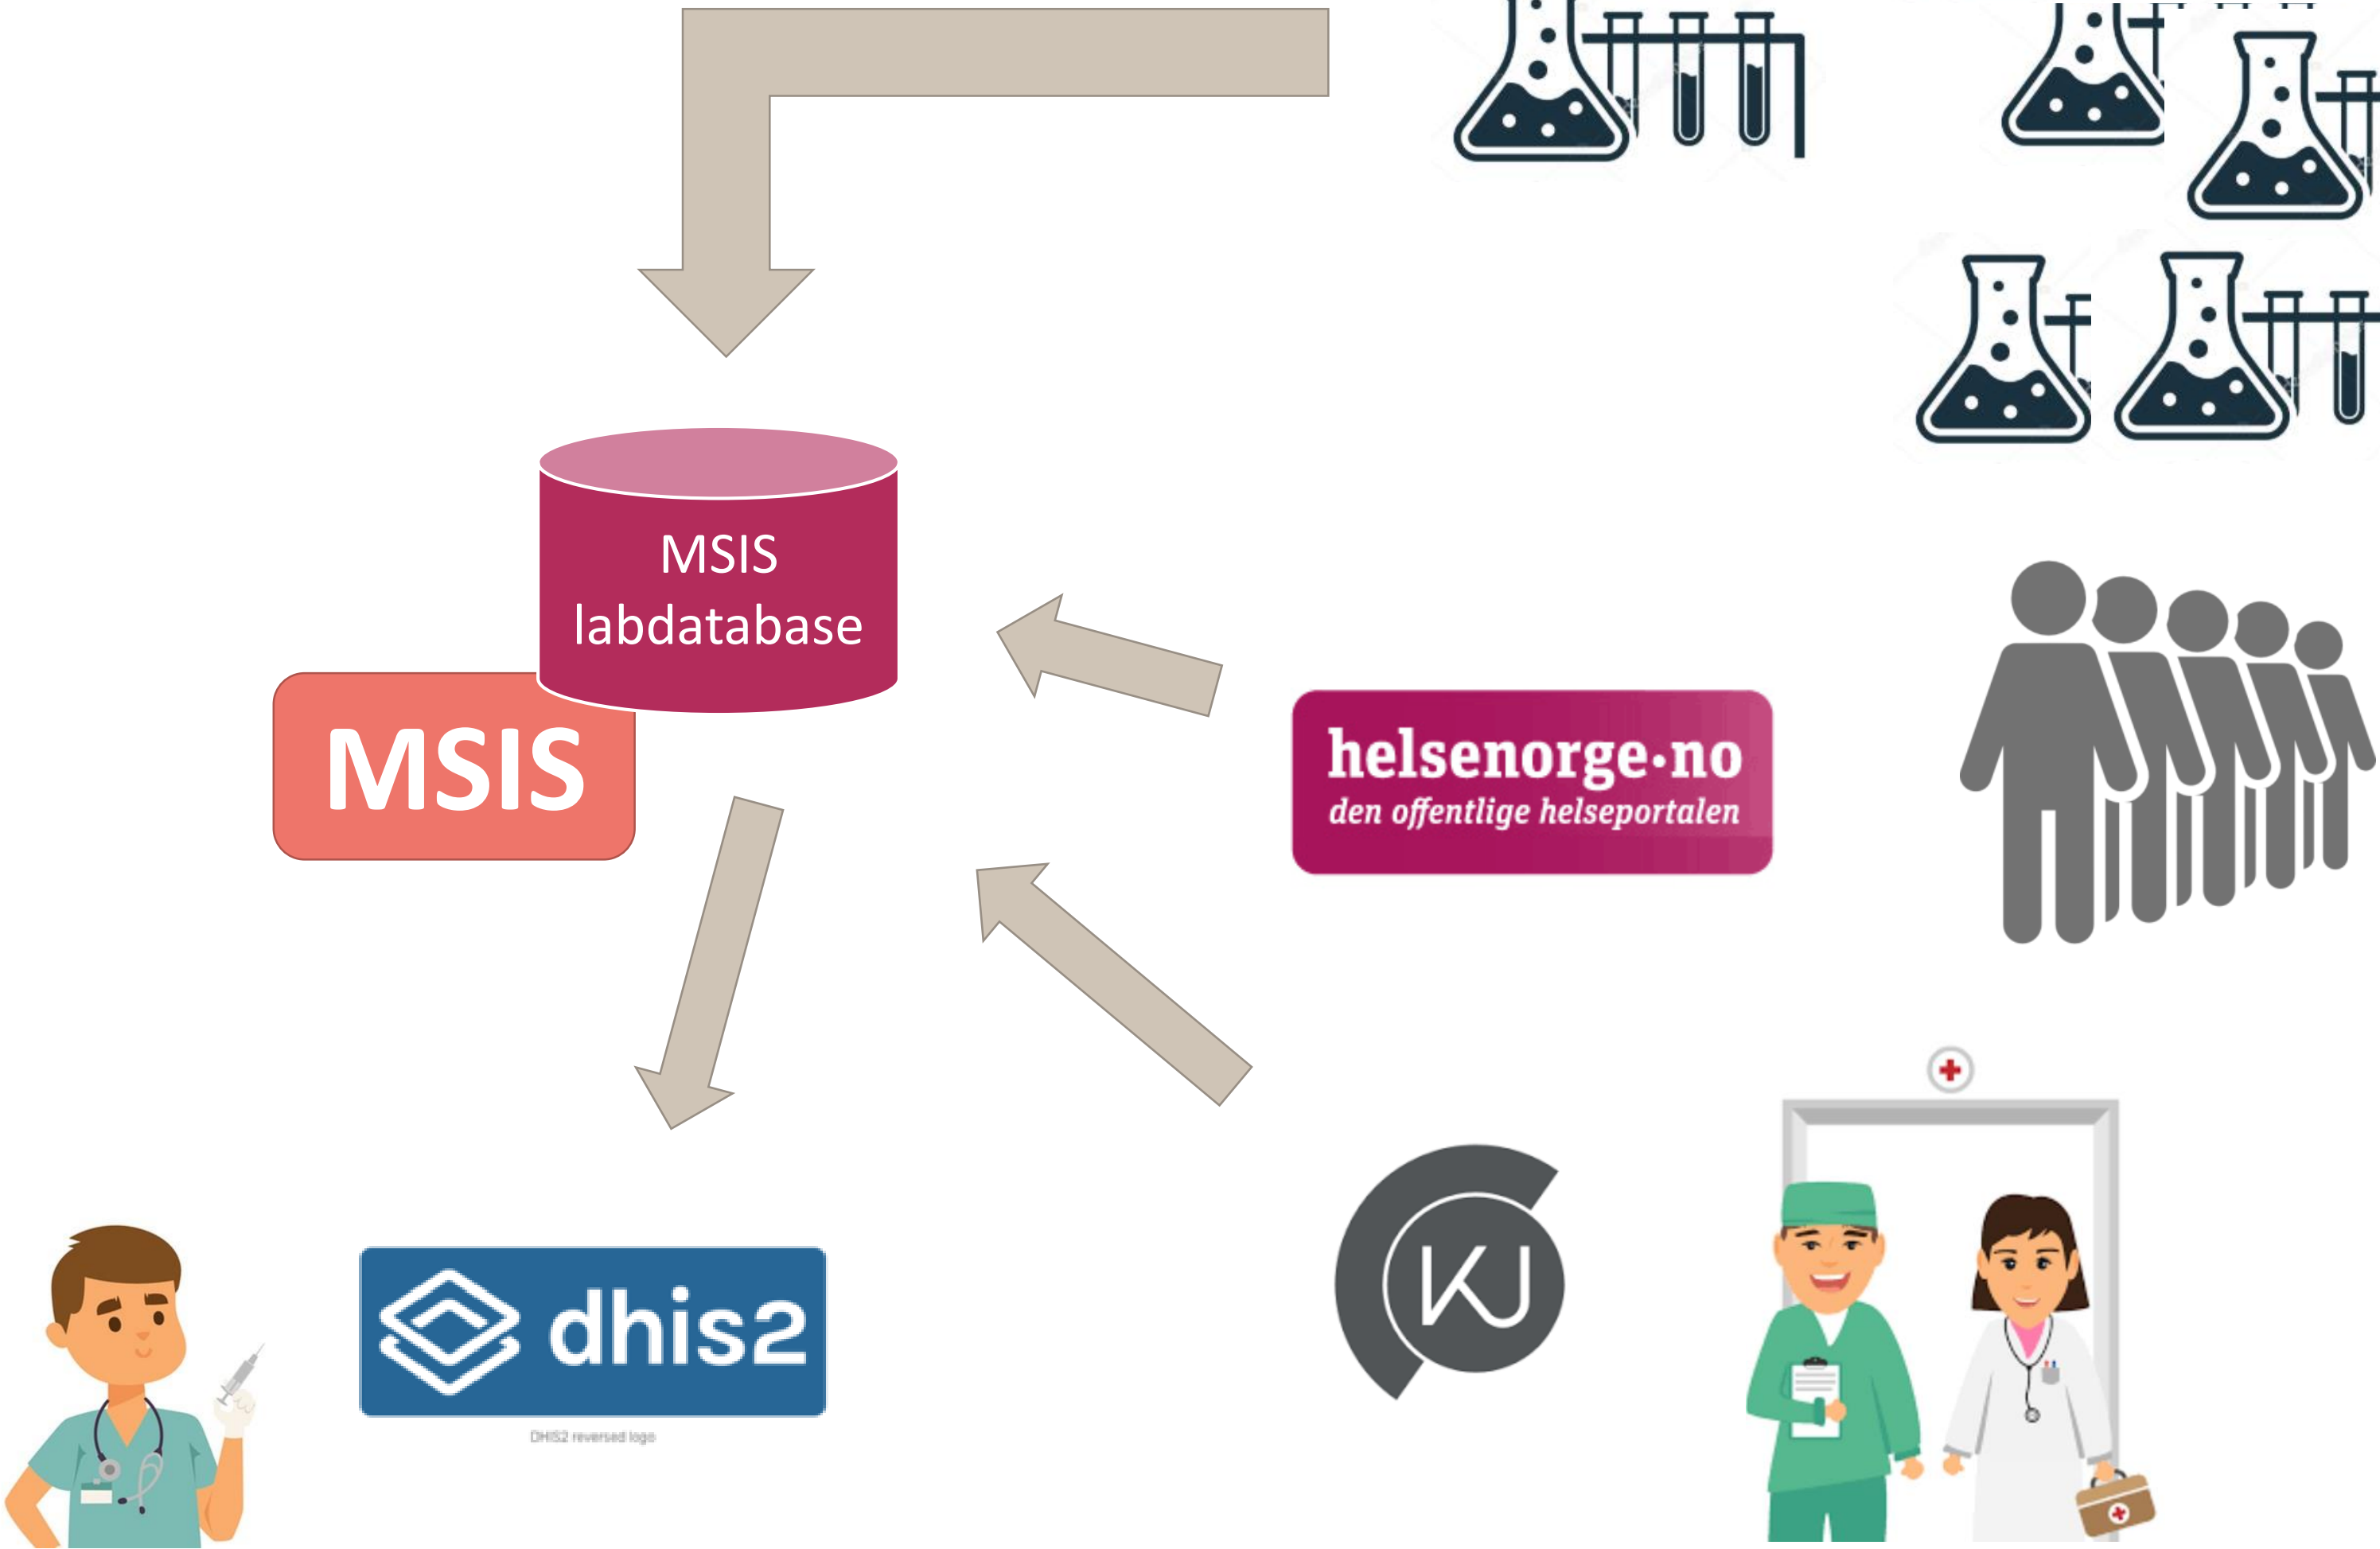 MSIS
labdatabase
MSIS
helsenorge.no
den offentlige helseportalen
dhis2
DHIS2 reversed logo
KJ